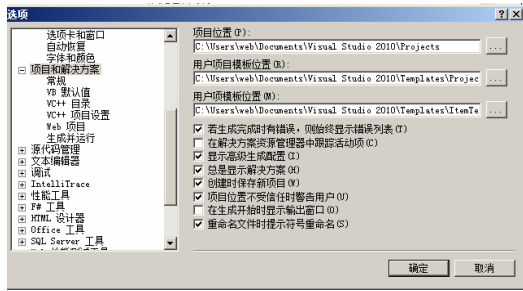 选项
选项卡和窗口
自动恢复
字体和颜色
项目和解决方案
常规
VB 默认值
VC++ 目录
VC++ 项目设置
Web 项目
生成并运行
源代码管理
文本编辑器
调试
IntelliTrace
性能工具
F# 工具
HTML 设计器
Office 工具
SQL Server 工具
项目位置(P):
C:\Users\web\Documents\Visual Studio 2010\Projects
...
用户项目模板位置(R):
C:\Users\web\Documents\Visual Studio 2010\Templates\Projec
...
用户项模板位置(M):
C:\Users\web\Documents\Visual Studio 2010\Templates\ItemTe
...
若生成完成时有错误，则始终显示错误列表(T)
在解决方案资源管理器中跟踪活动项(C)
显示高级生成配置(I)
总是显示解决方案(H)
创建时保存新项目(W)
项目位置不受信任时警告用户(U)
在生成开始时显示输出窗口(O)
重命名文件时提示符号重命名(S)
确定
取消